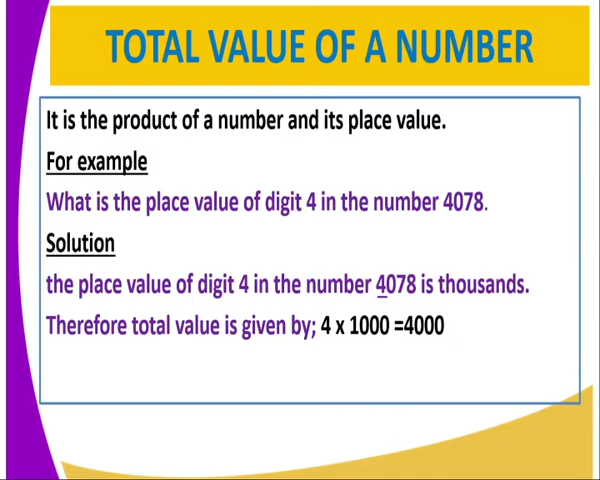 TOTAL VALUE OF A NUMBER
It is the product of a number and its place value.
For example
What is the place value of digit 4 in the number 4078.
Solution
the place value of digit 4 in the number 4078 is thousands.
Therefore total value is given by; 4 x 1000 =4000